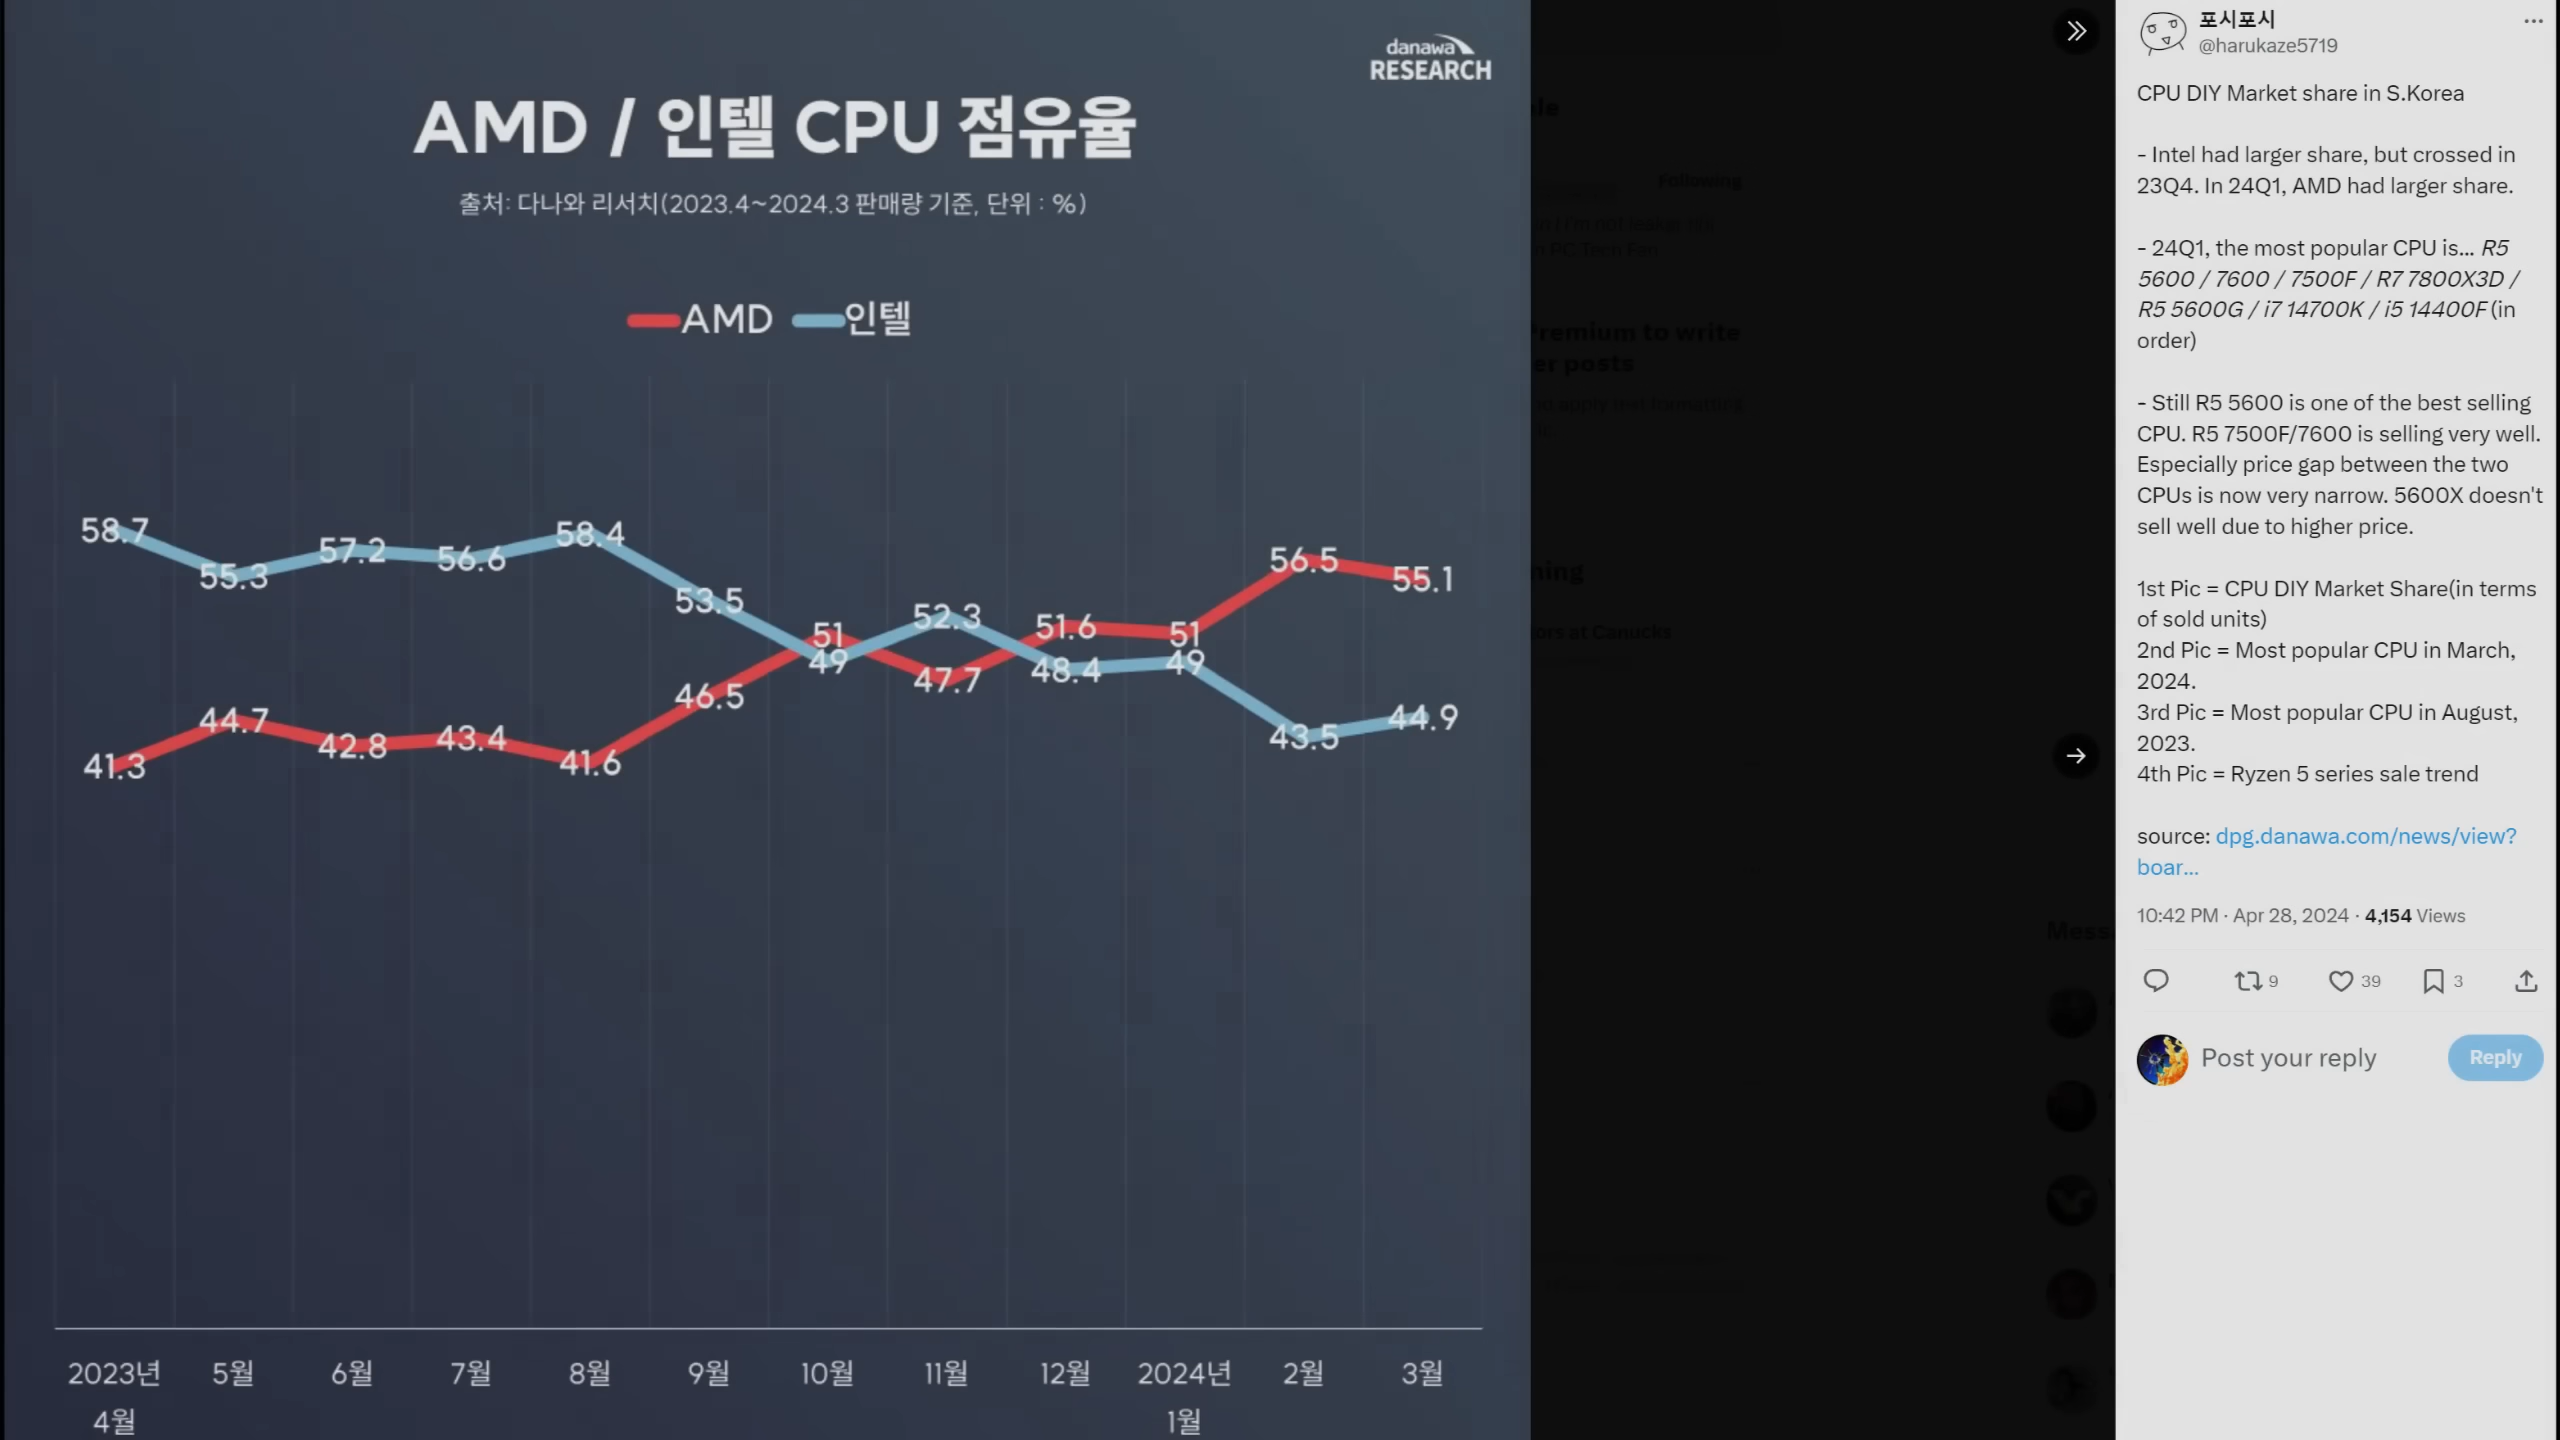 danawa
RESEARCH
AMD / 인텔 CPU 점유율
출처: 다나와 리서치(2023.4~2024.3 판매량 기준, 단위 : %)
AMD 인텔
58.7 55.3 57.2 56.6 58.4 53.5 49 52.3 48.4 49 43.5 44.9
41.3 44.7 42.8 43.4 41.6 46.5 51 47.7 51.6 51 56.5 55.1
2023년 5월 6월 7월 8월 9월 10월 11월 12월 2024년 2월 3월
4월 1월
Following
Premium to write
er posts
포시포시
@harukaze5719
CPU DIY Market share in S.Korea
- Intel had larger share, but crossed in
23Q4. In 24Q1, AMD had larger share.
- 24Q1, the most popular CPU is... R5
5600 / 7600 / 7500F / R7 7800X3D /
R5 5600G / i7 14700K / i5 14400F (in
order)
- Still R5 5600 is one of the best selling
CPU. R5 7500F/7600 is selling very well.
Especially price gap between the two
CPUs is now very narrow. 5600X doesn't
sell well due to higher price.
1st Pic = CPU DIY Market Share(in terms
of sold units)
2nd Pic = Most popular CPU in March,
2024.
3rd Pic = Most popular CPU in August,
2023.
4th Pic = Ryzen 5 series sale trend
source: dpg.danawa.com/news/view?
boar...
10:42 PM · Apr 28, 2024 · 4,154 Views
9 39 3
Post your reply Reply